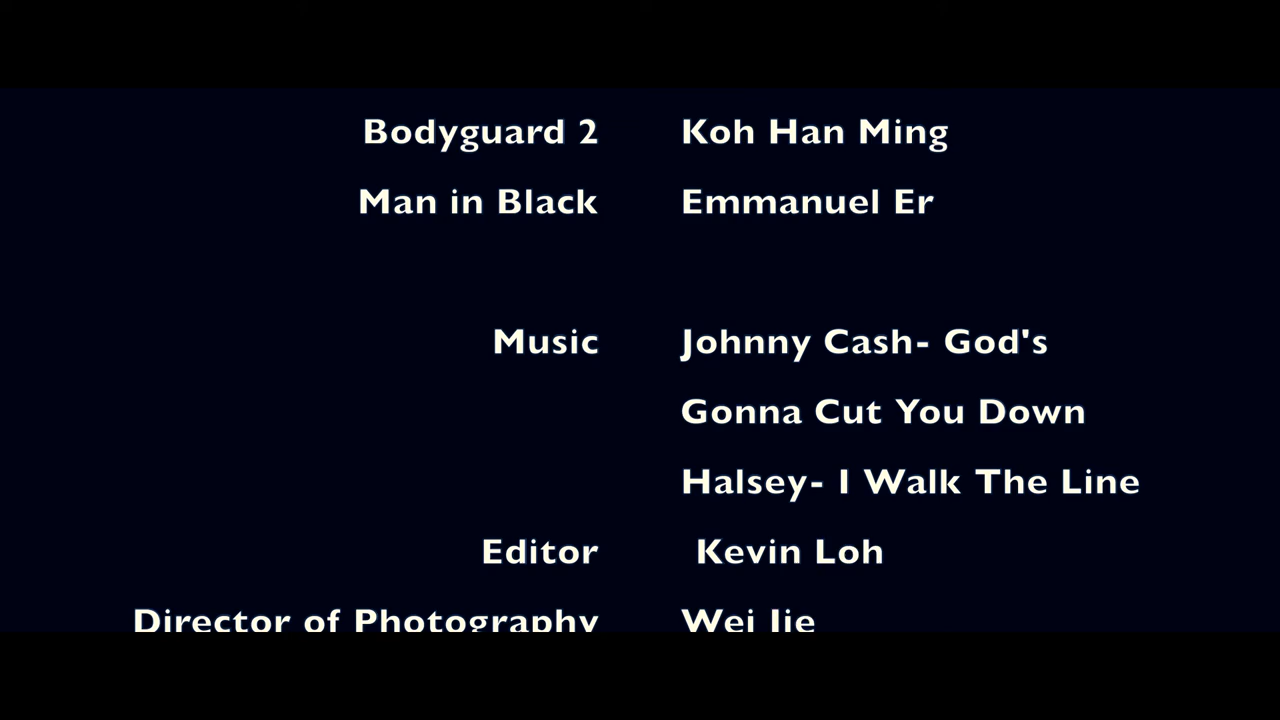 Bodyguard 2 Koh Han Ming
Man in Black Emmanuel Er
Music Johnny Cash- God's
Gonna Cut You Down
Halsey- I Walk The Line
Editor Kevin Loh
Director of Photography Wei Jie